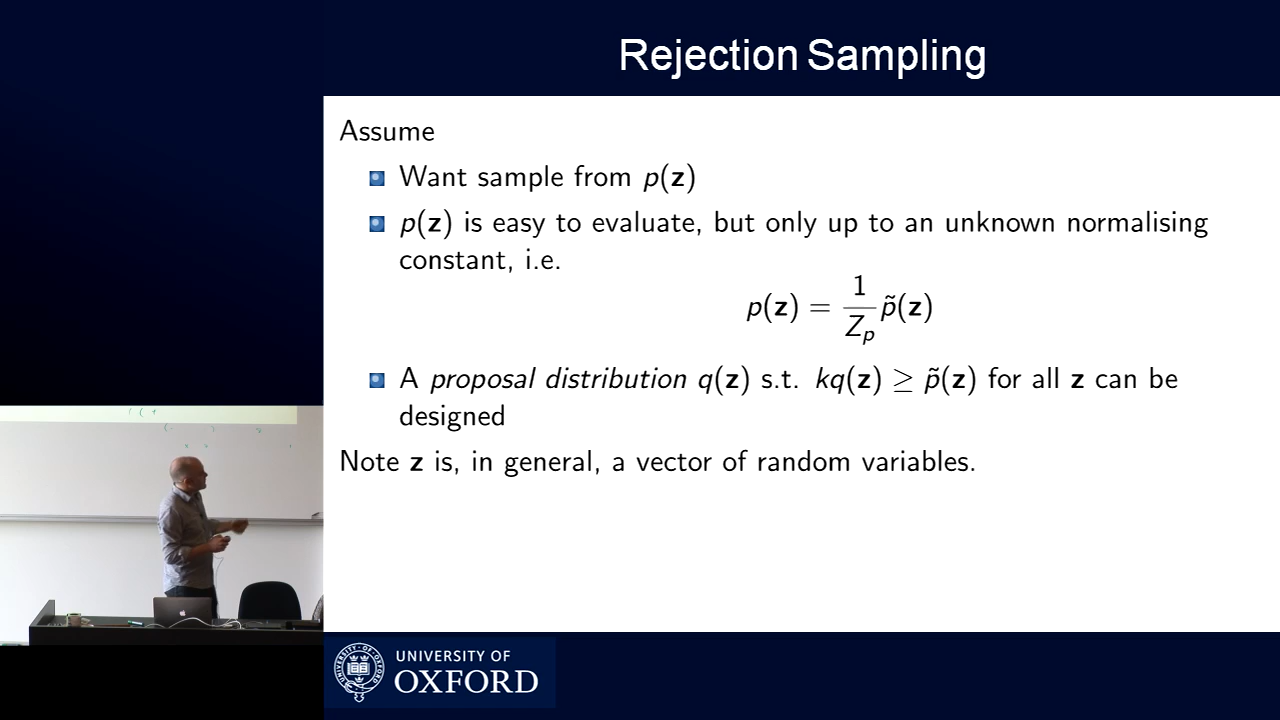 Rejection Sampling
Assume
Want sample from p(z)
p(z) is easy to evaluate, but only up to an unknown normalising
constant, i.e.
p(z) = 1/Z_p p̃(z)
A proposal distribution q(z) s.t. kq(z) ≥ p̃(z) for all z can be
designed
Note z is, in general, a vector of random variables.
UNIVERSITY OF
OXFORD